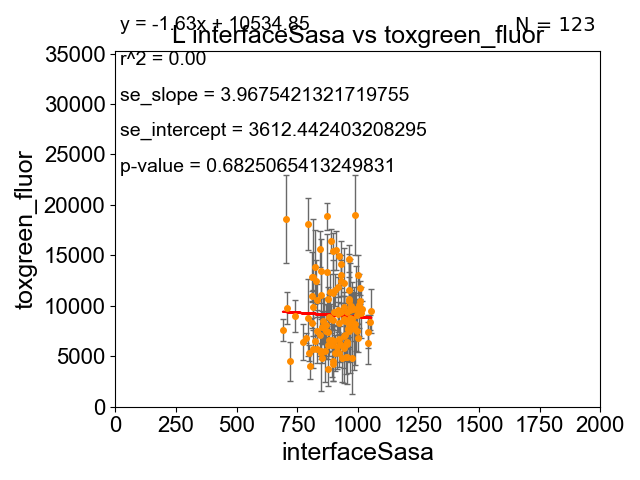 y = -1.63x + 10534.85
N = 123
L interfaceSasa vs toxgreen_fluor
r^2 = 0.00
se_slope = 3.9675421321719755
se_intercept = 3612.442403208295
p-value = 0.6825065413249831
toxgreen_fluor
35000
30000
25000
20000
15000
10000
5000
0
0 250 500 750 1000 1250 1500 1750 2000
interfaceSasa